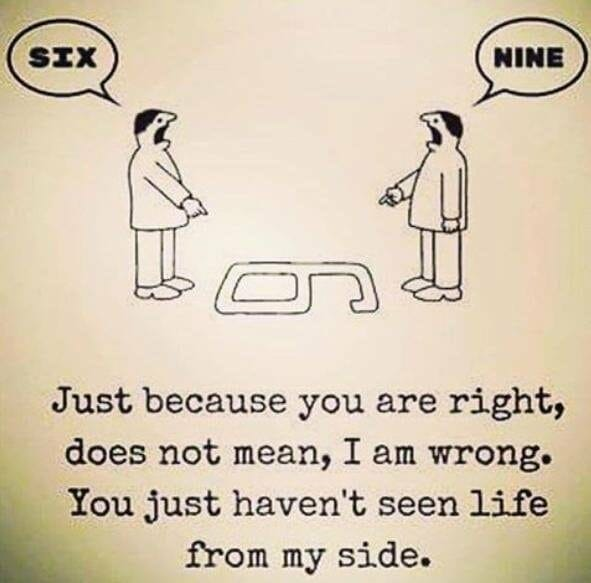 SIX
NINE
Just because you are right,
does not mean, I am wrong.
You just haven't seen life
from my side.